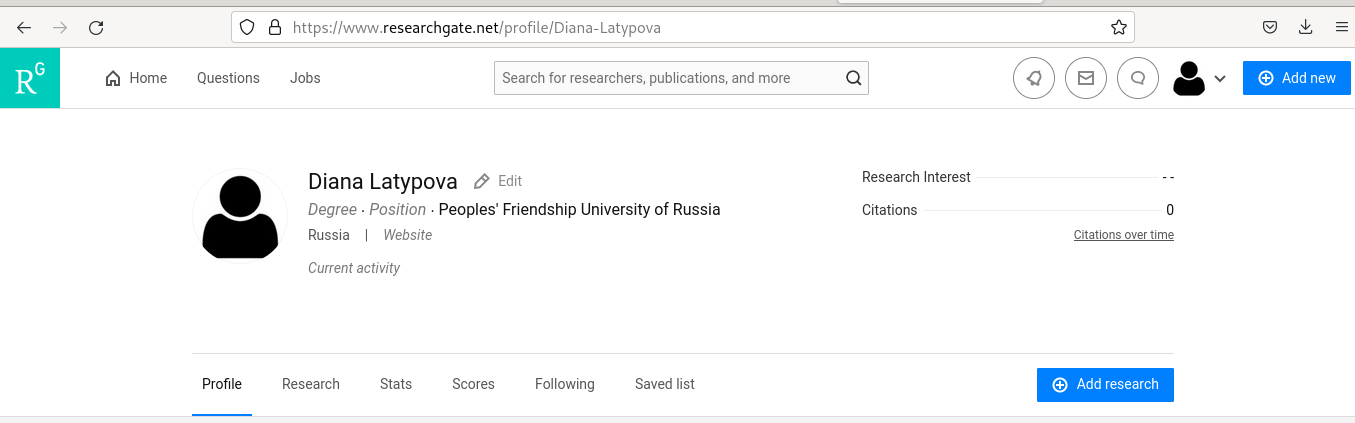 https://www.researchgate.net/profile/Diana-Latypova
RG Home Questions Jobs Search for researchers, publications, and more Add new
Diana Latypova Edit
Degree · Position · Peoples' Friendship University of Russia
Russia | Website
Current activity
Research Interest - -
Citations 0
Citations over time
Profile Research Stats Scores Following Saved list Add research